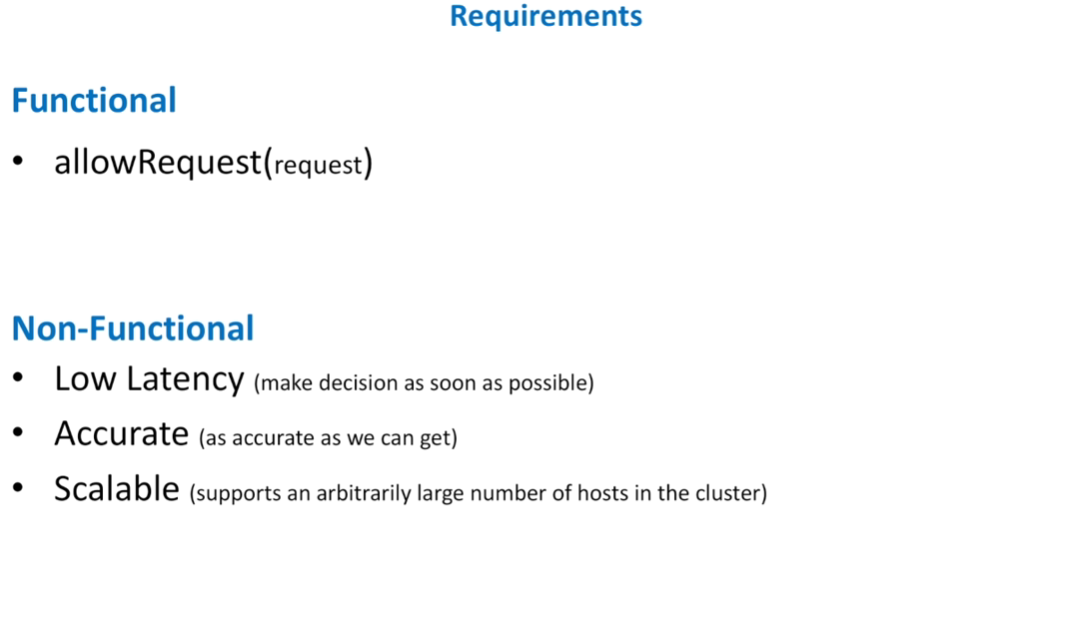 Requirements
Functional
• allowRequest(request)
Non-Functional
• Low Latency (make decision as soon as possible)
• Accurate (as accurate as we can get)
• Scalable (supports an arbitrarily large number of hosts in the cluster)